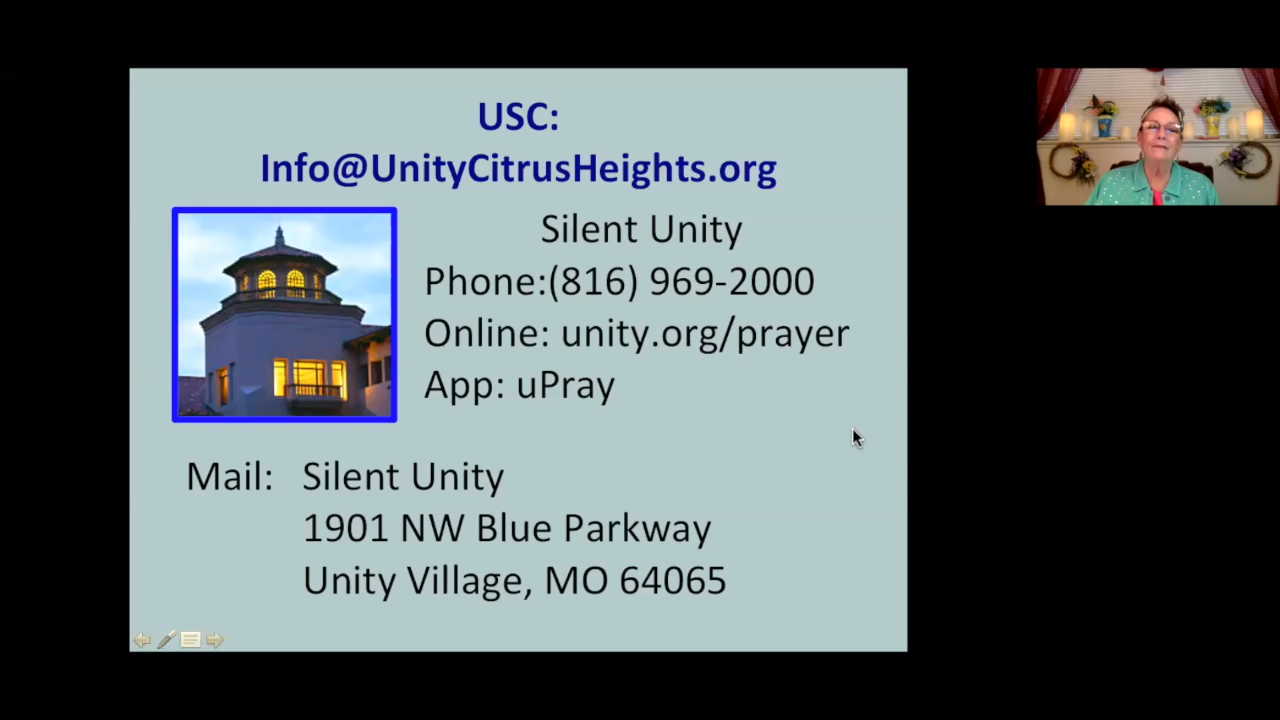 USC:
Info@UnityCitrusHeights.org
Silent Unity
Phone:(816) 969-2000
Online: unity.org/prayer
App: uPray
Mail: Silent Unity
1901 NW Blue Parkway
Unity Village, MO 64065